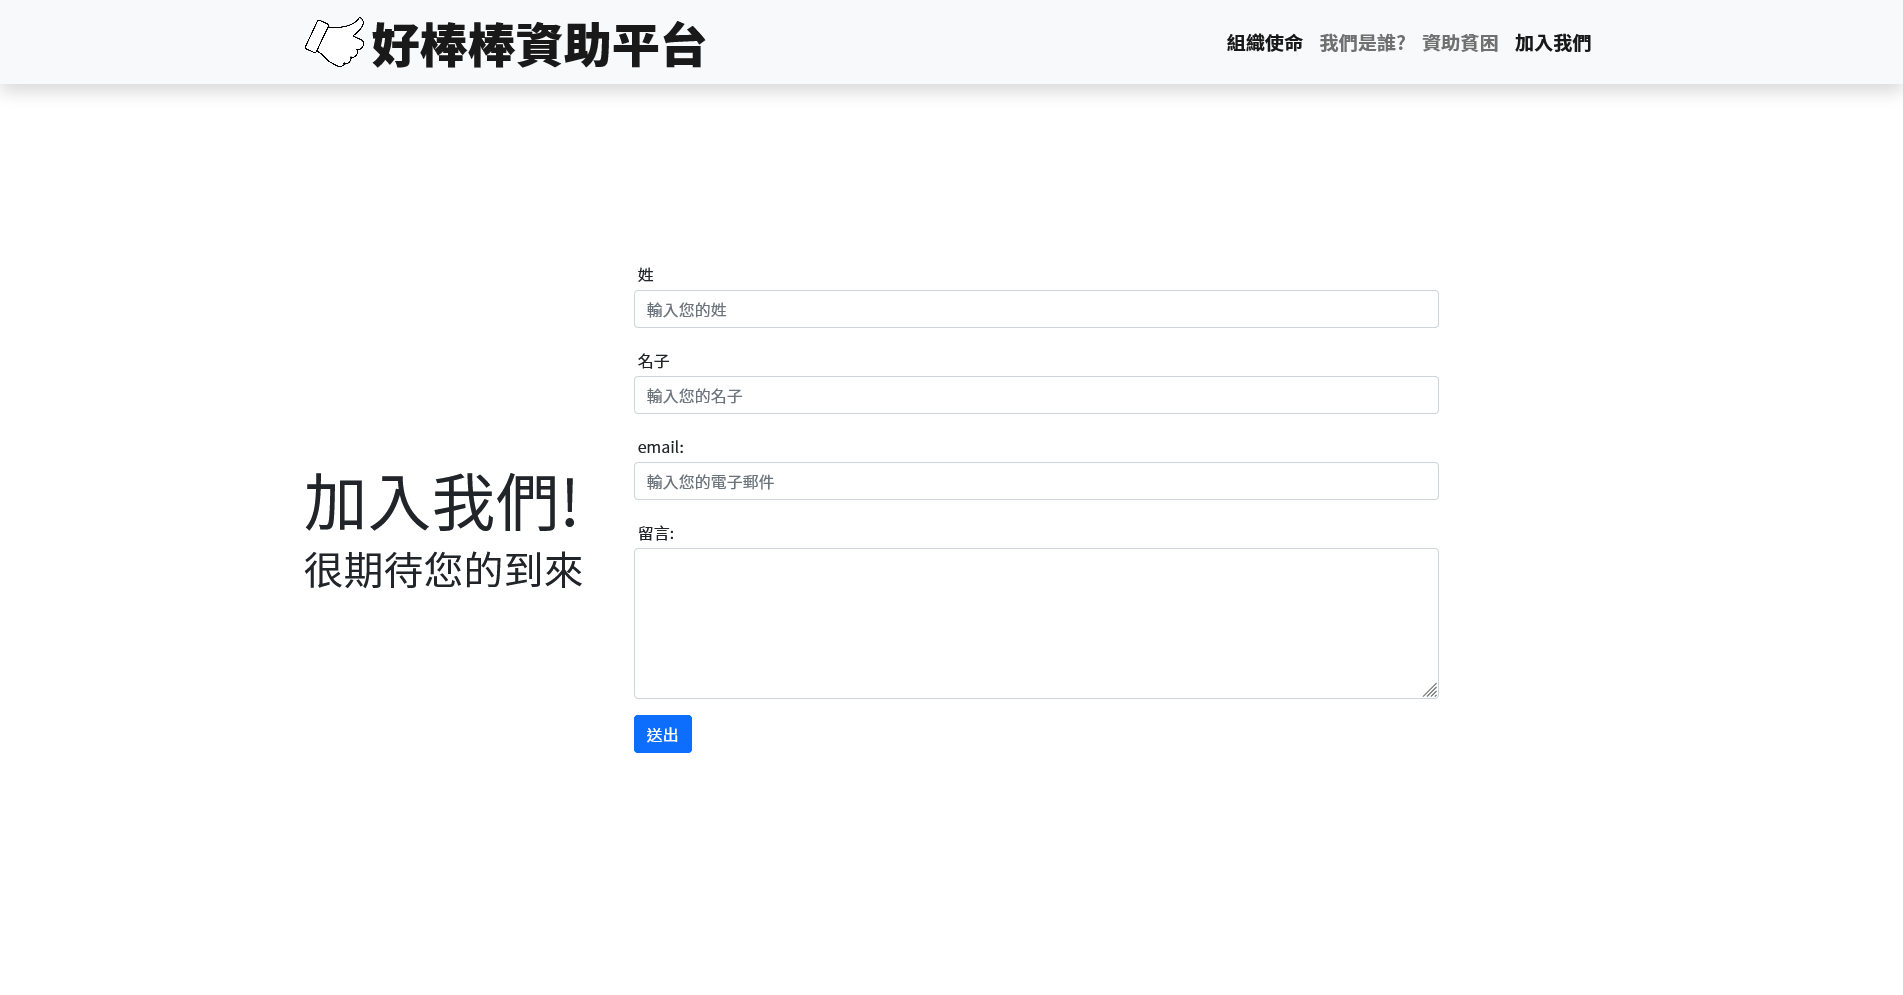 好棒棒資助平台
組織使命 我們是誰? 資助貧困 加入我們
加入我們!
很期待您的到來
姓
輸入您的姓
名子
輸入您的名子
email:
輸入您的電子郵件
留言:
送出